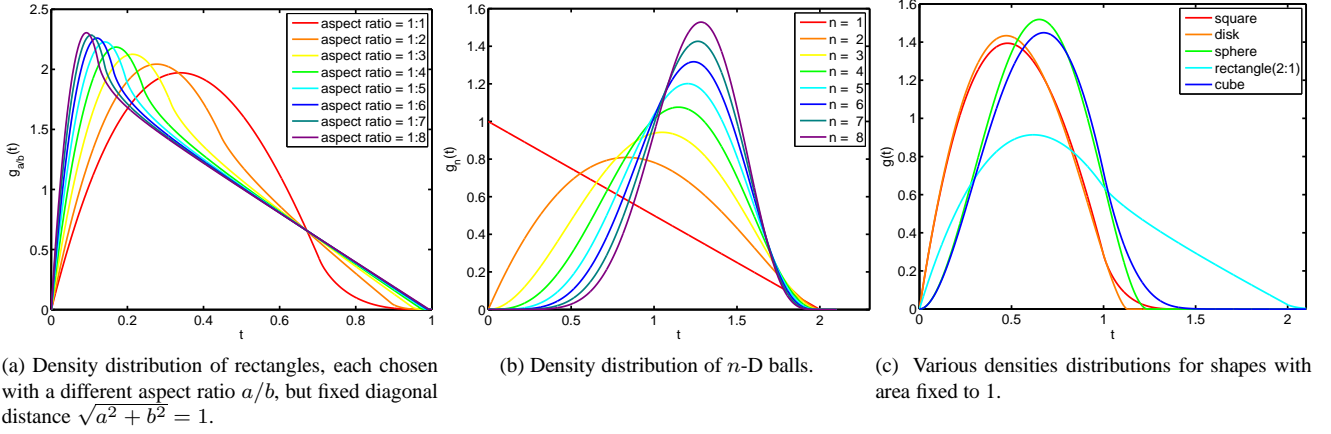 2.5
2
1.5
1
0.5
0
0
0.2
0.4
0.6
0.8
1
t
g_{a/b}(t)
aspect ratio = 1:1
aspect ratio = 1:2
aspect ratio = 1:3
aspect ratio = 1:4
aspect ratio = 1:5
aspect ratio = 1:6
aspect ratio = 1:7
aspect ratio = 1:8
(a) Density distribution of rectangles, each chosen
with a different aspect ratio a/b, but fixed diagonal
distance √(a² + b²) = 1.
1.6
1.4
1.2
1
0.8
0.6
0.4
0.2
0
0
0.5
1
1.5
2
t
g_n(t)
n = 1
n = 2
n = 3
n = 4
n = 5
n = 6
n = 7
n = 8
(b) Density distribution of n-D balls.
1.6
1.4
1.2
1
0.8
0.6
0.4
0.2
0
0
0.5
1
1.5
2
t
g(t)
square
disk
sphere
rectangle(2:1)
cube
(c) Various densities distributions for shapes with
area fixed to 1.